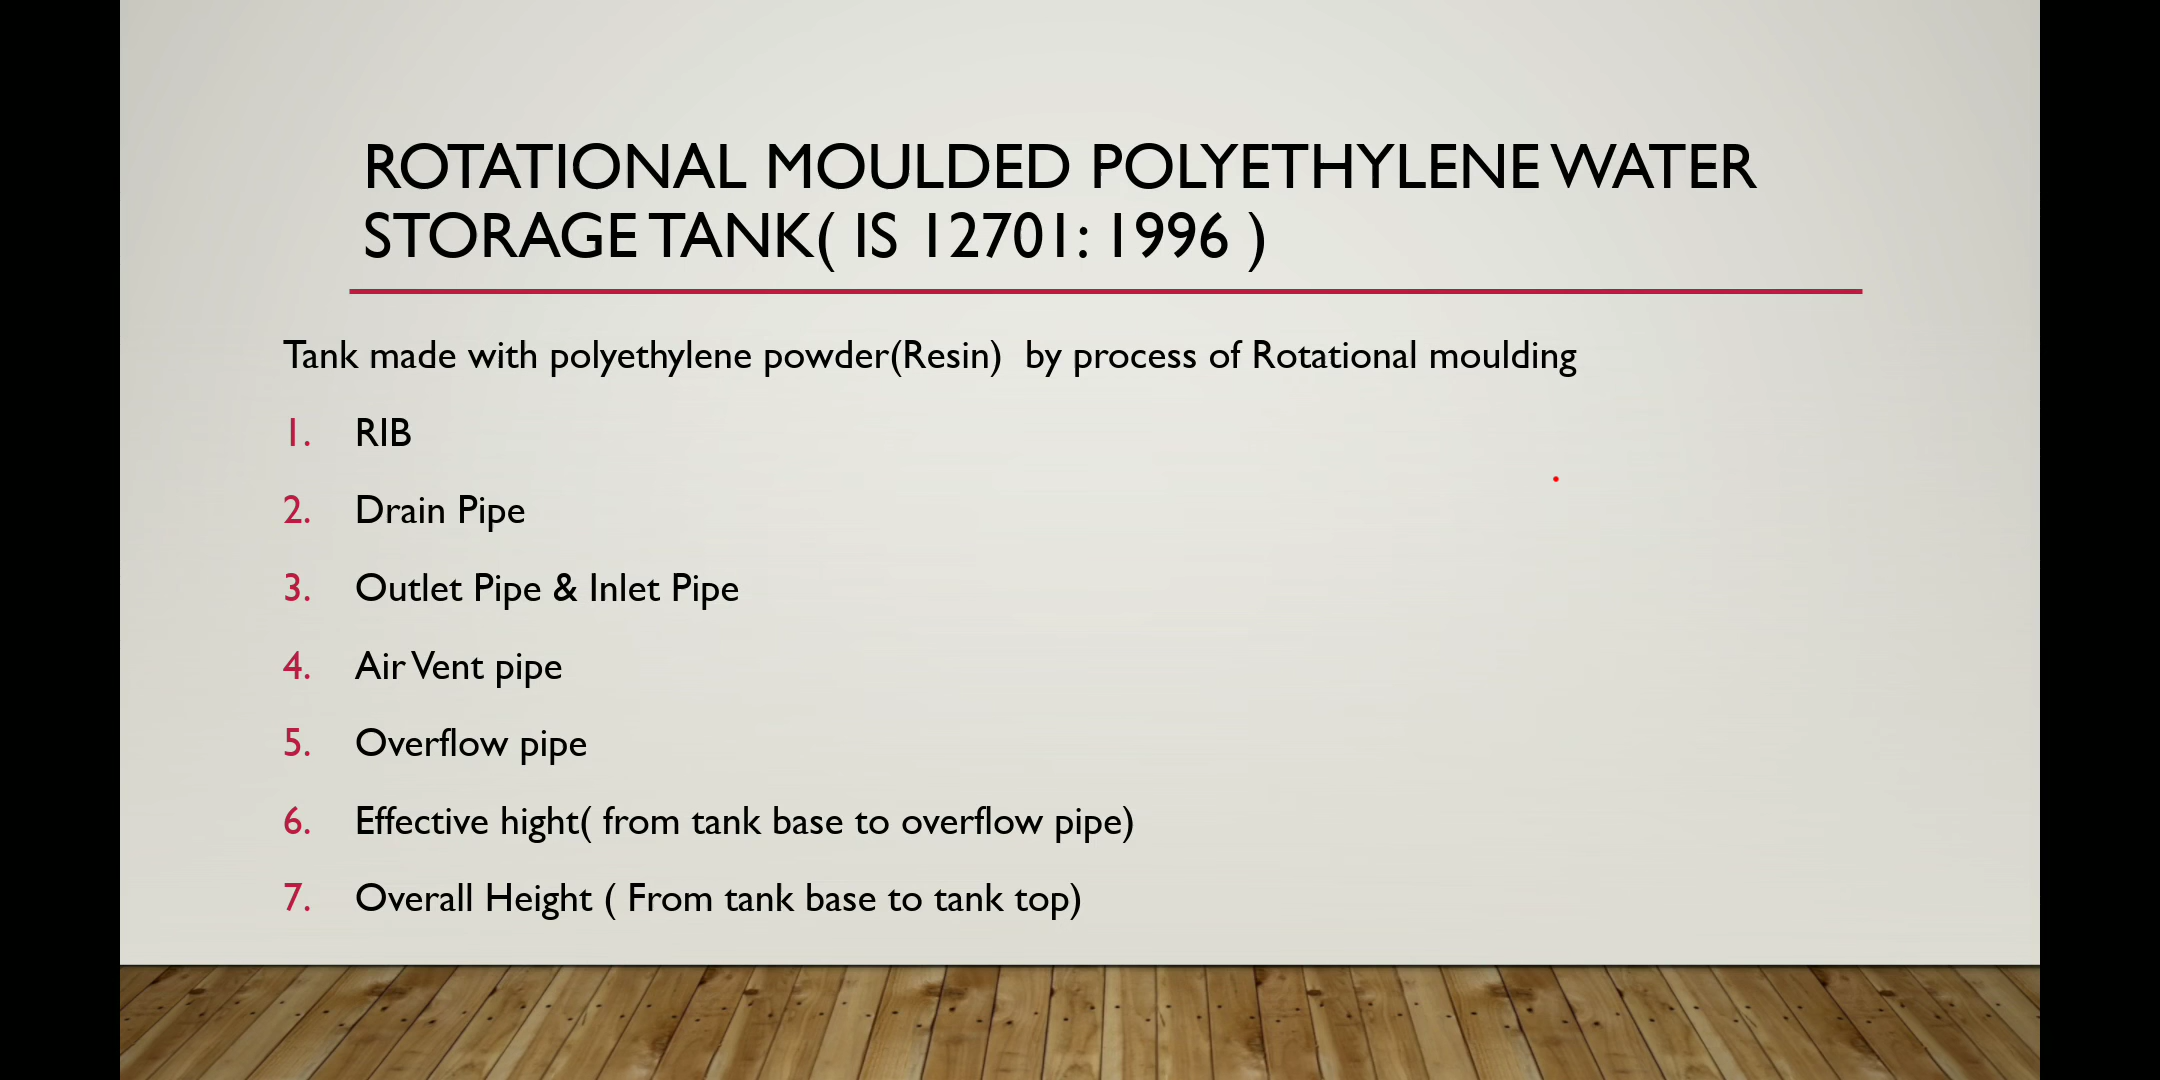 ROTATIONAL MOULDED POLYETHYLENE WATER
STORAGE TANK( IS 12701: 1996 )
Tank made with polyethylene powder(Resin)  by process of Rotational moulding
1. RIB
2. Drain Pipe
3. Outlet Pipe & Inlet Pipe
4. Air Vent pipe
5. Overflow pipe
6. Effective hight( from tank base to overflow pipe)
7. Overall Height ( From tank base to tank top)